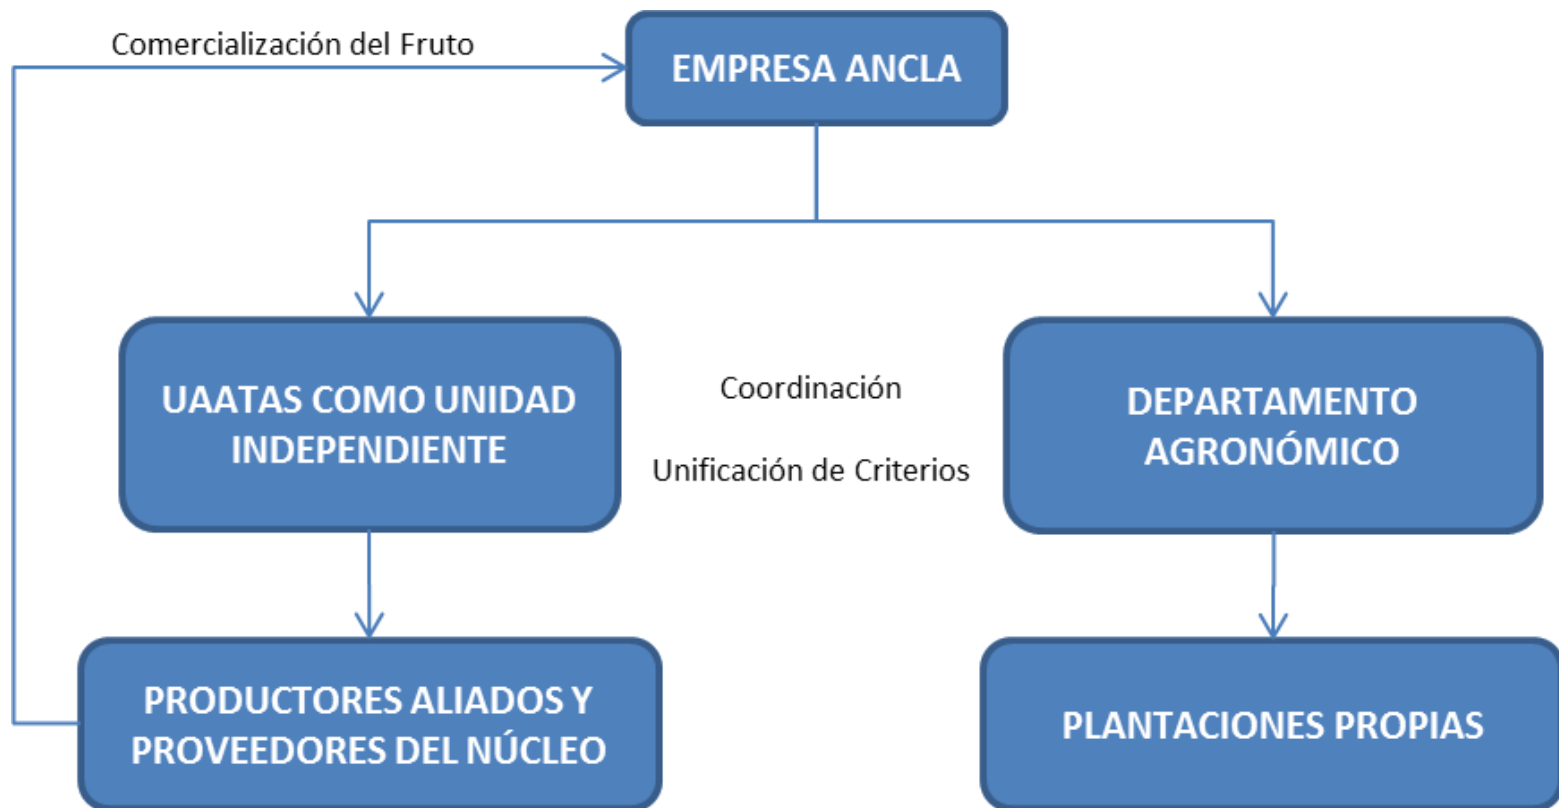 Comercialización del Fruto
EMPRESA ANCLA
UAATAS COMO UNIDAD
INDEPENDIENTE
Coordinación
Unificación de Criterios
DEPARTAMENTO
AGRONÓMICO
PRODUCTORES ALIADOS Y
PROVEEDORES DEL NÚCLEO
PLANTACIONES PROPIAS